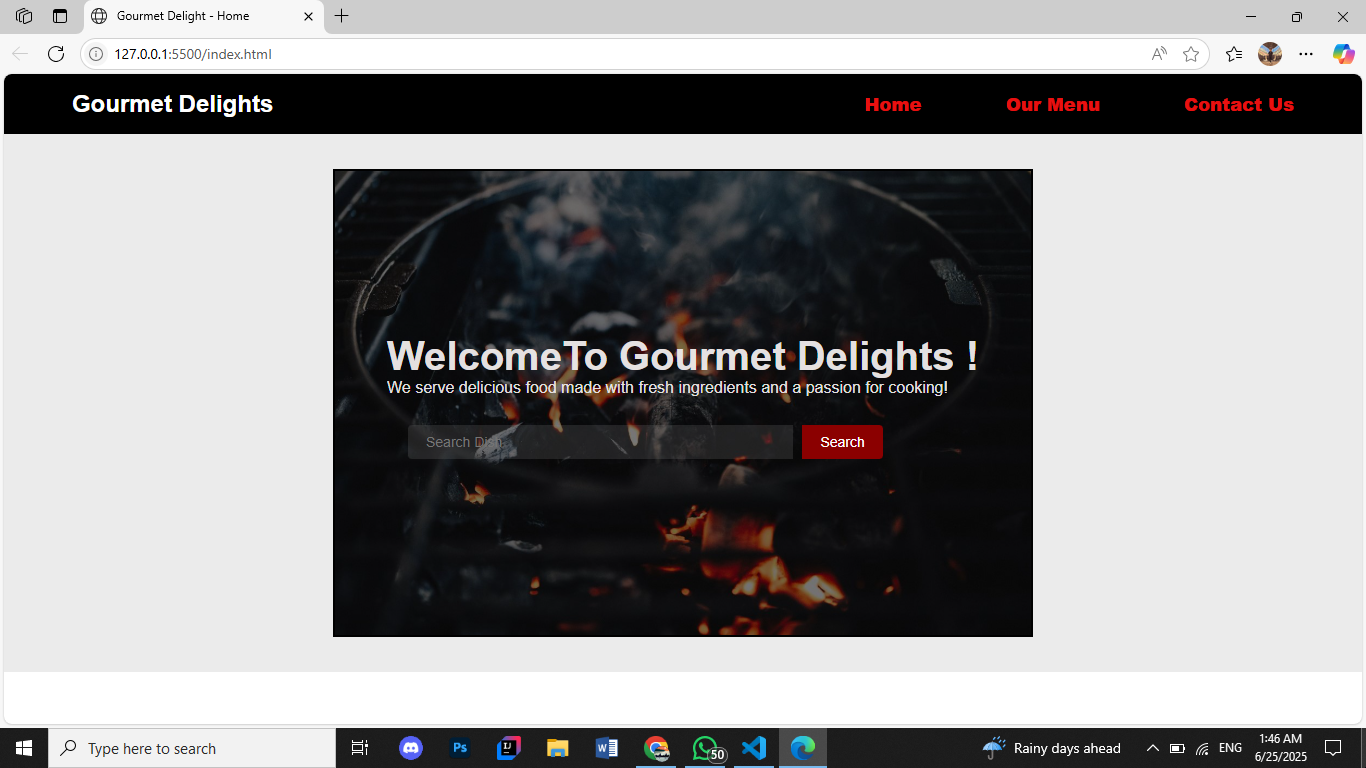 Gourmet Delight - Home
127.0.0.1:5500/index.html
Gourmet Delights
Home
Our Menu
Contact Us
WelcomeTo Gourmet Delights !
We serve delicious food made with fresh ingredients and a passion for cooking!
Search Dish...
Search
Type here to search
Ps
IJ
W
50
Rainy days ahead
ENG
1:46 AM
6/25/2025